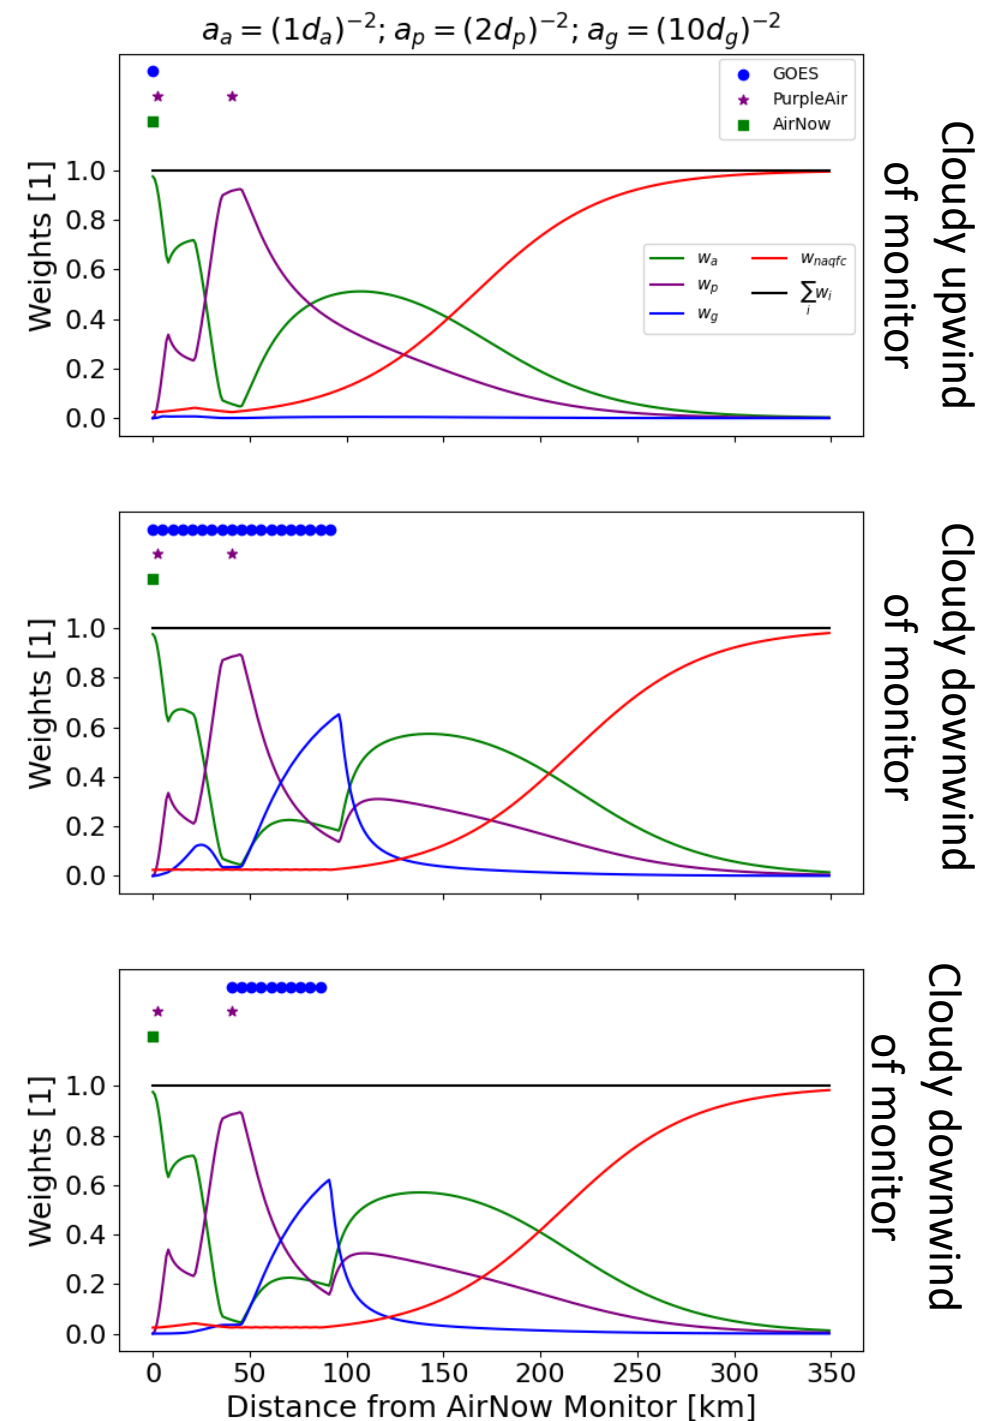 a_a = (1d_a)^{-2}; a_p = (2d_p)^{-2}; a_g = (10d_g)^{-2}
GOES
PurpleAir
AirNow
w_a
w_p
w_g
w_{naqfc}
\sum_i w_i
Weights [1]
1.0
0.8
0.6
0.4
0.2
0.0
Cloudy upwind
of monitor
Weights [1]
1.0
0.8
0.6
0.4
0.2
0.0
Cloudy downwind
of monitor
Weights [1]
1.0
0.8
0.6
0.4
0.2
0.0
Cloudy downwind
of monitor
0 50 100 150 200 250 300 350
Distance from AirNow Monitor [km]